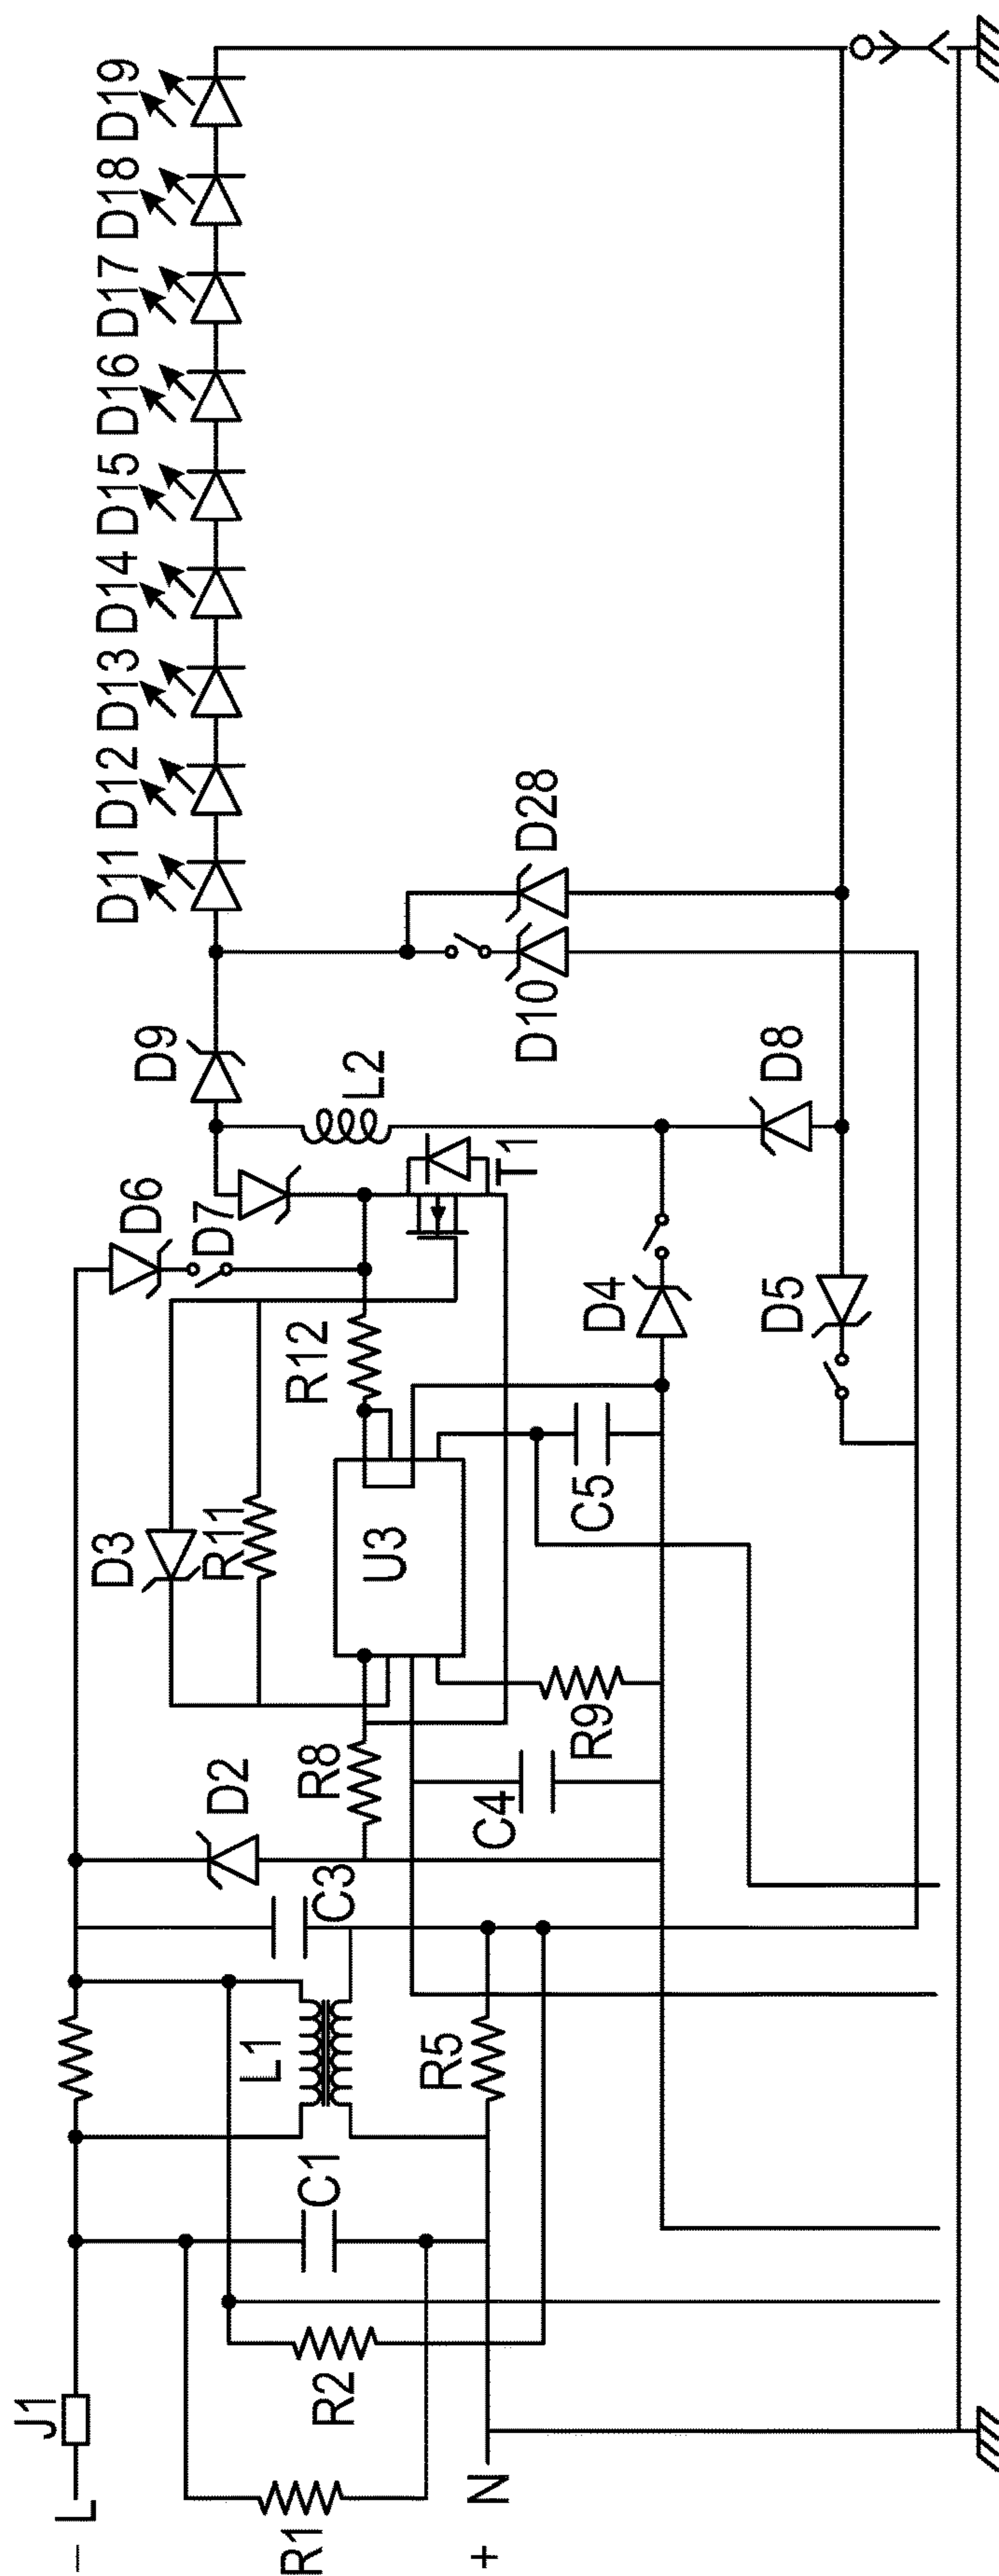 D11 D12 D13 D14 D15 D16 D17 D18 D19
D9
D6
D7
L2
D10
D28
T1
D8
D3
R11
R12
D4
D5
U3
C5
D2
R8
R9
C4
C3
L1
R5
C1
J1
R2
L
R1
N
–
+